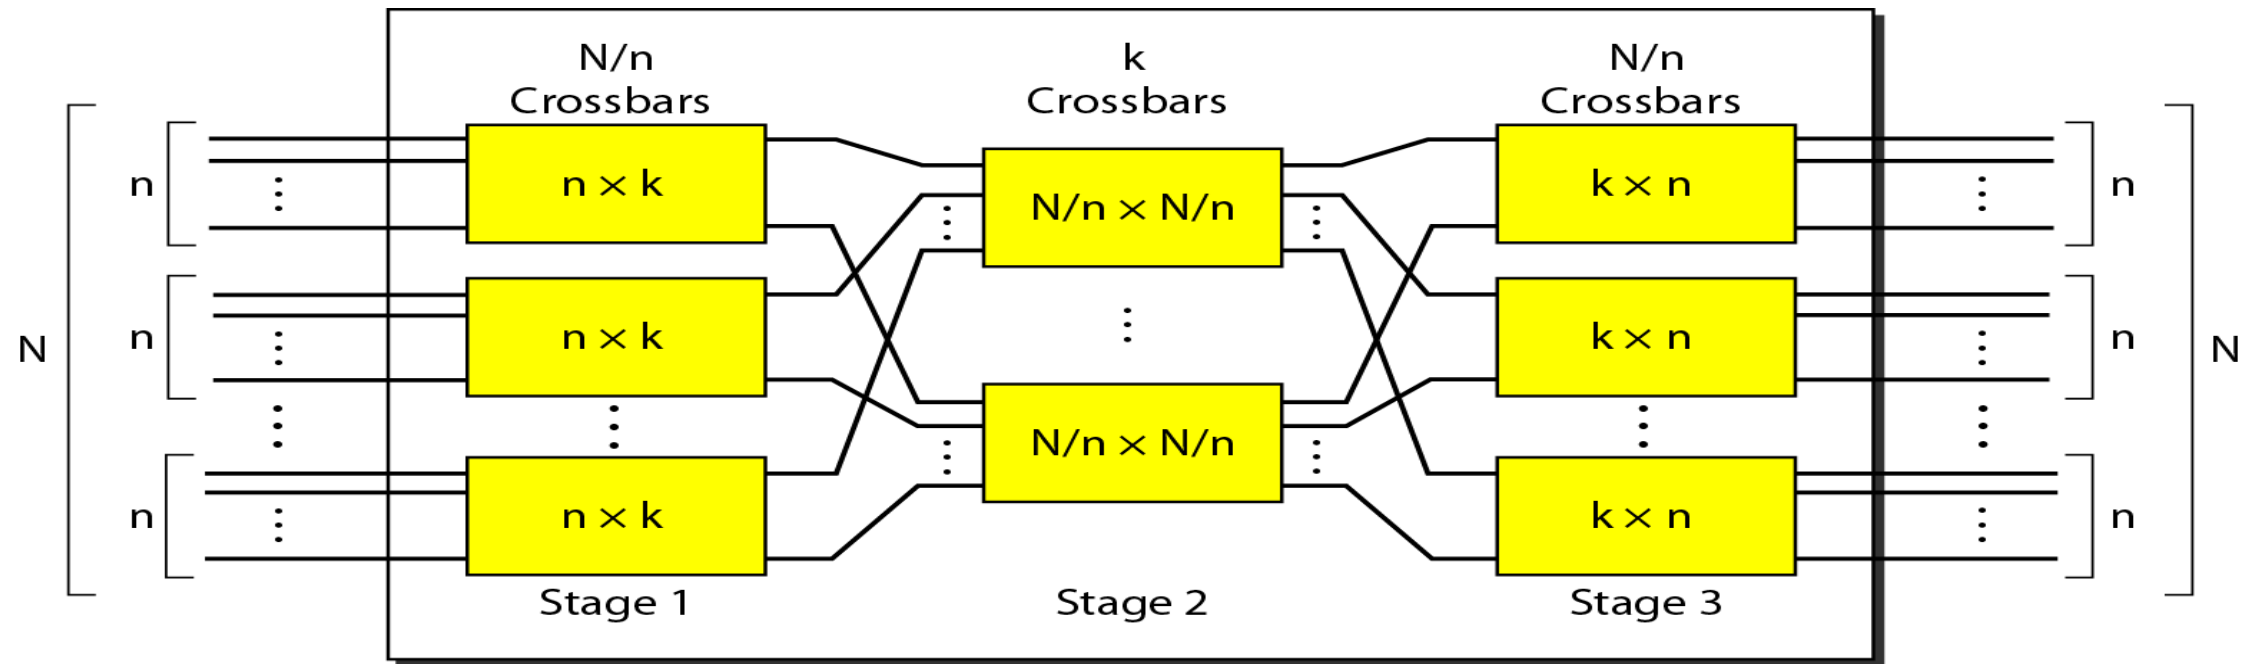 N/n
Crossbars
k
Crossbars
N/n
Crossbars
n
n × k
N/n × N/n
k × n
n
N
n
n × k
k × n
n
N
N/n × N/n
n
n × k
k × n
n
Stage 1
Stage 2
Stage 3